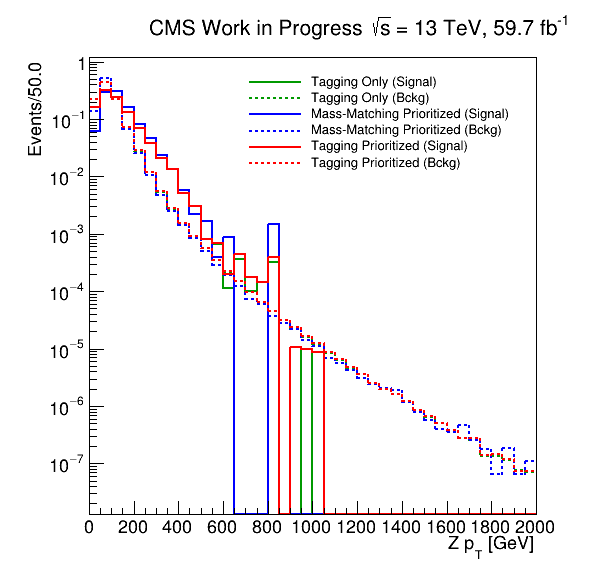 CMS Work in Progress √s = 13 TeV, 59.7 fb⁻¹
Events/50.0
1
10⁻¹
10⁻²
10⁻³
10⁻⁴
10⁻⁵
10⁻⁶
10⁻⁷
Tagging Only (Signal)
Tagging Only (Bckg)
Mass-Matching Prioritized (Signal)
Mass-Matching Prioritized (Bckg)
Tagging Prioritized (Signal)
Tagging Prioritized (Bckg)
0 200 400 600 800 1000 1200 1400 1600 1800 2000
Z p_T [GeV]